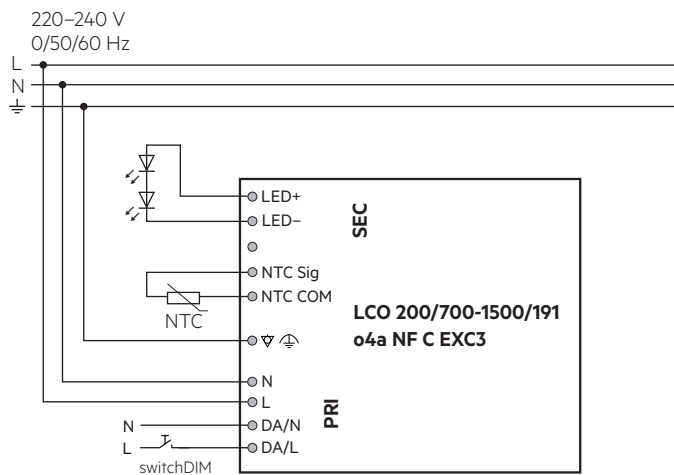 220–240 V
0/50/60 Hz
L
N
LED+
LED−
SEC
NTC Sig
NTC COM
NTC
LCO 200/700-1500/191
o4a NF C EXC3
N
L
PRI
N
DA/N
L
DA/L
switchDIM